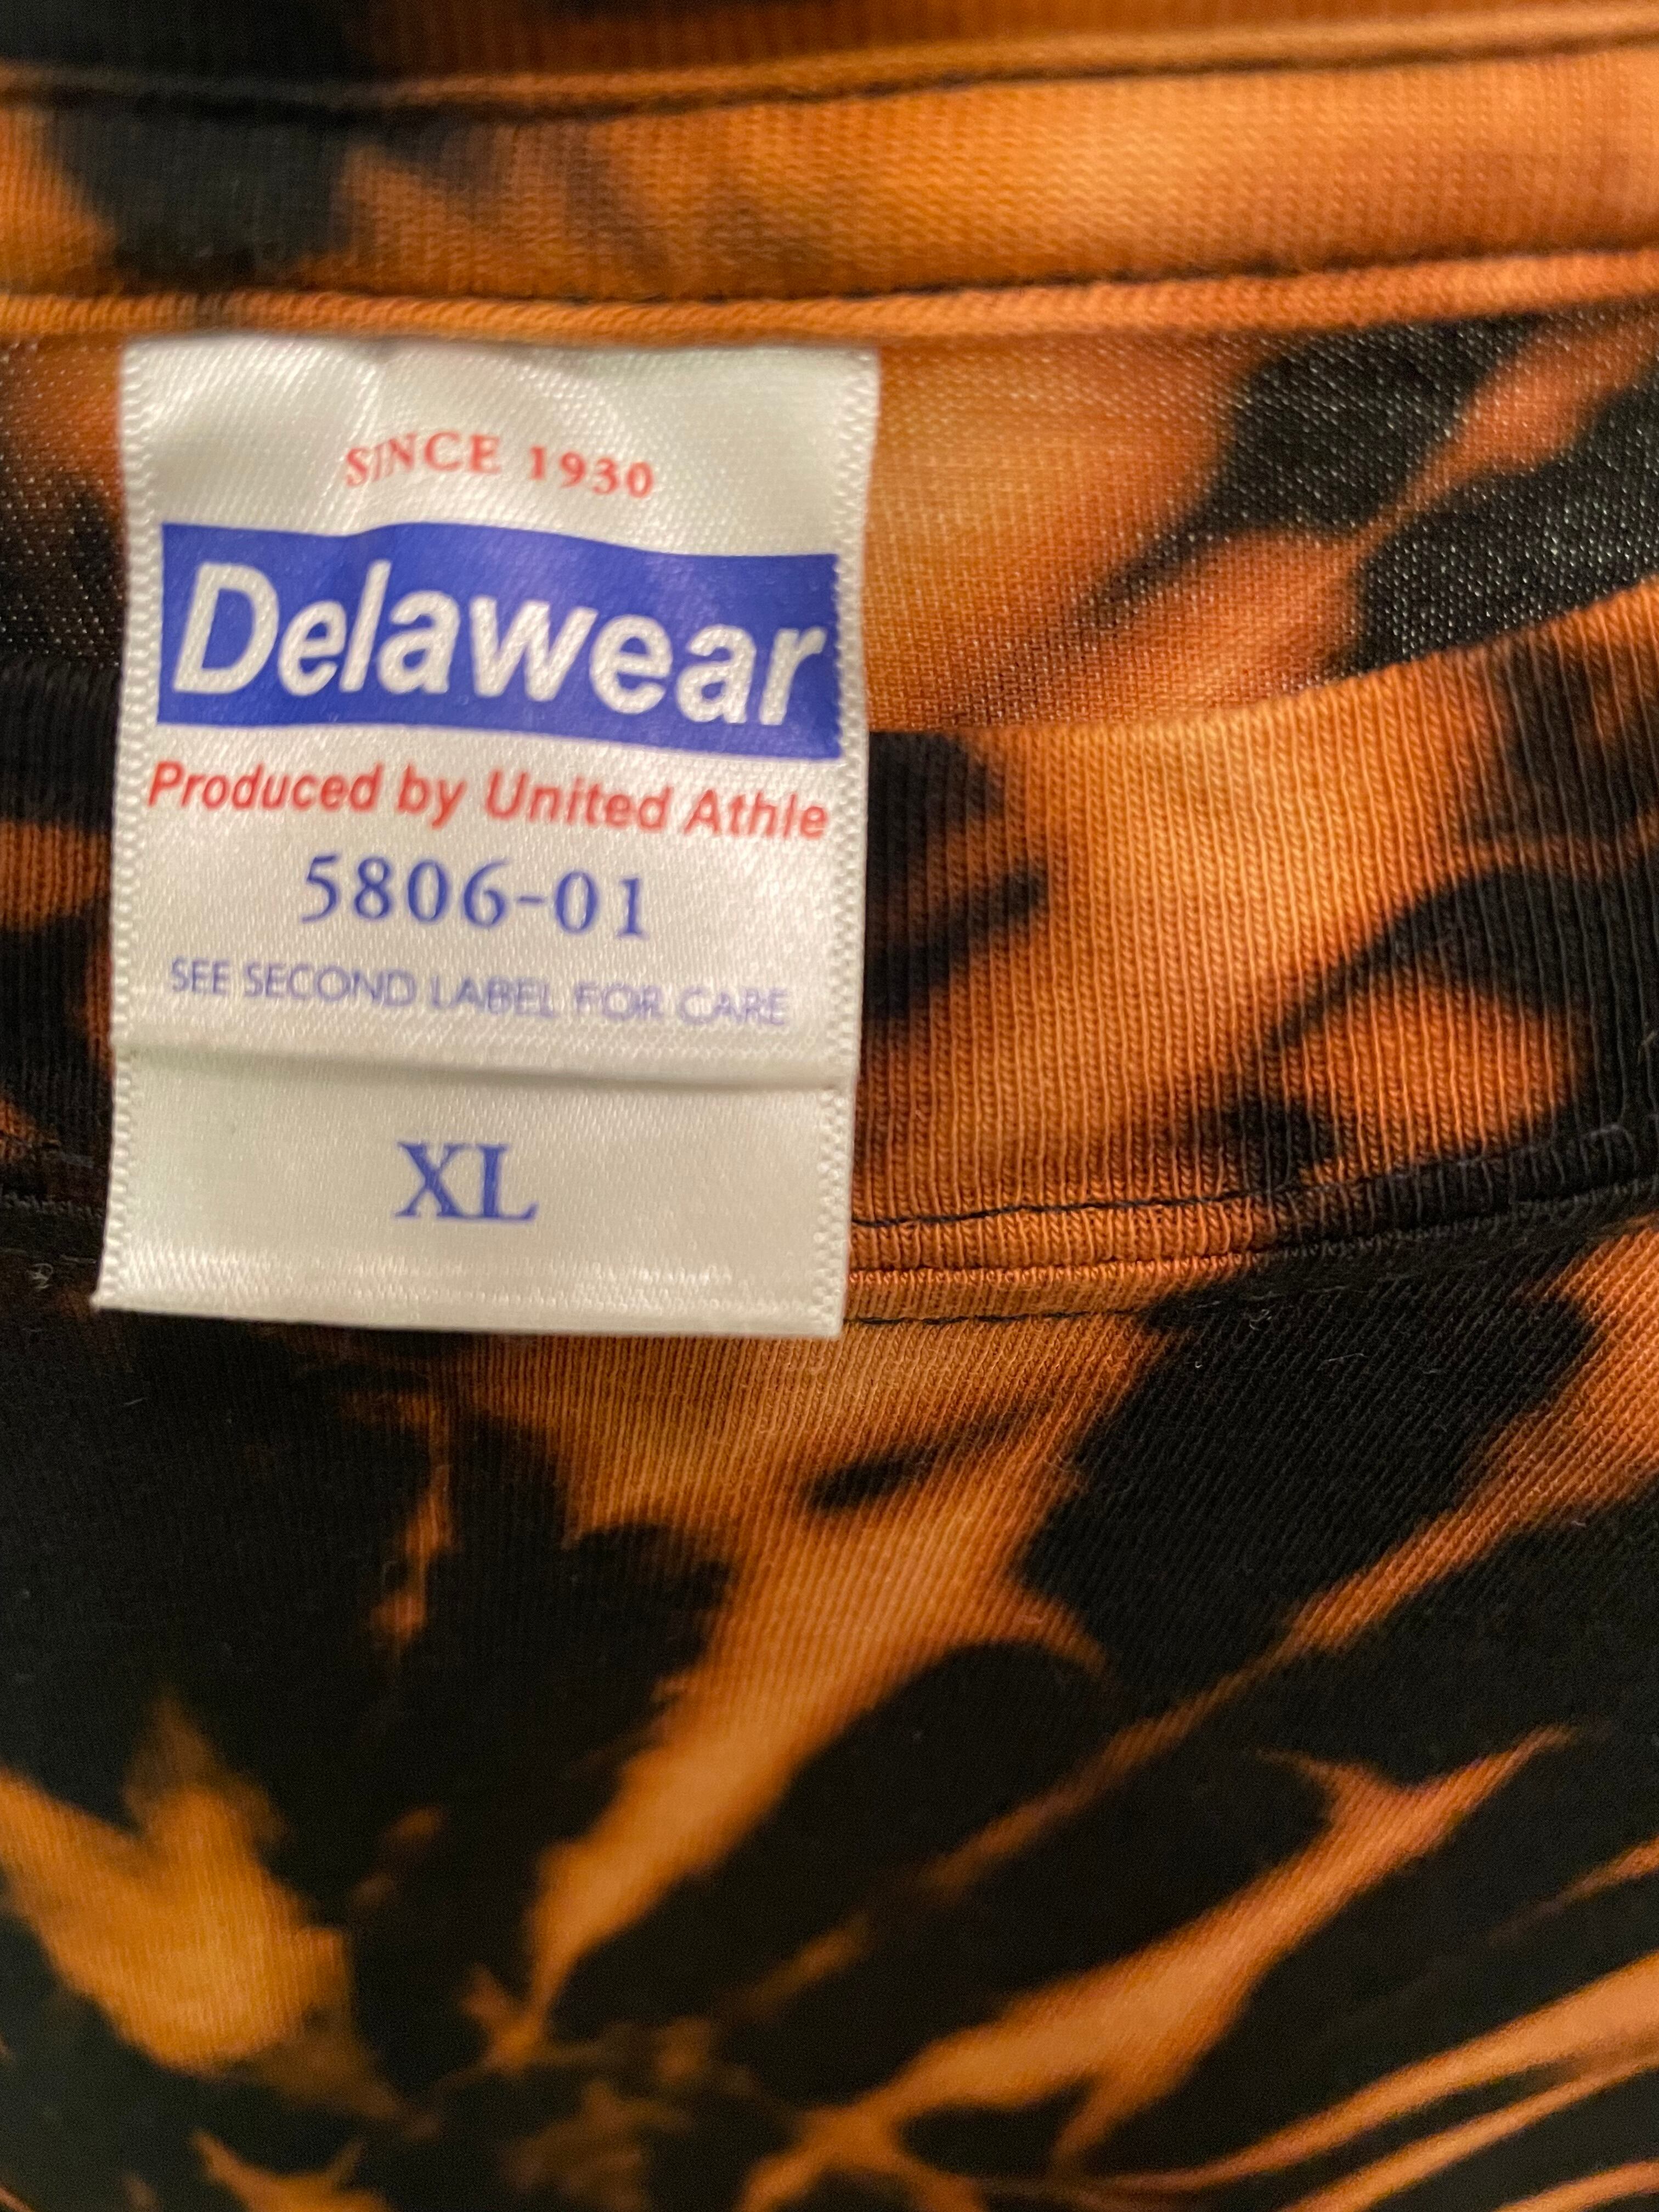 SINCE 1930
Delawear
Produced by United Athle
5806-01
SEE SECOND LABEL FOR CARE
XL